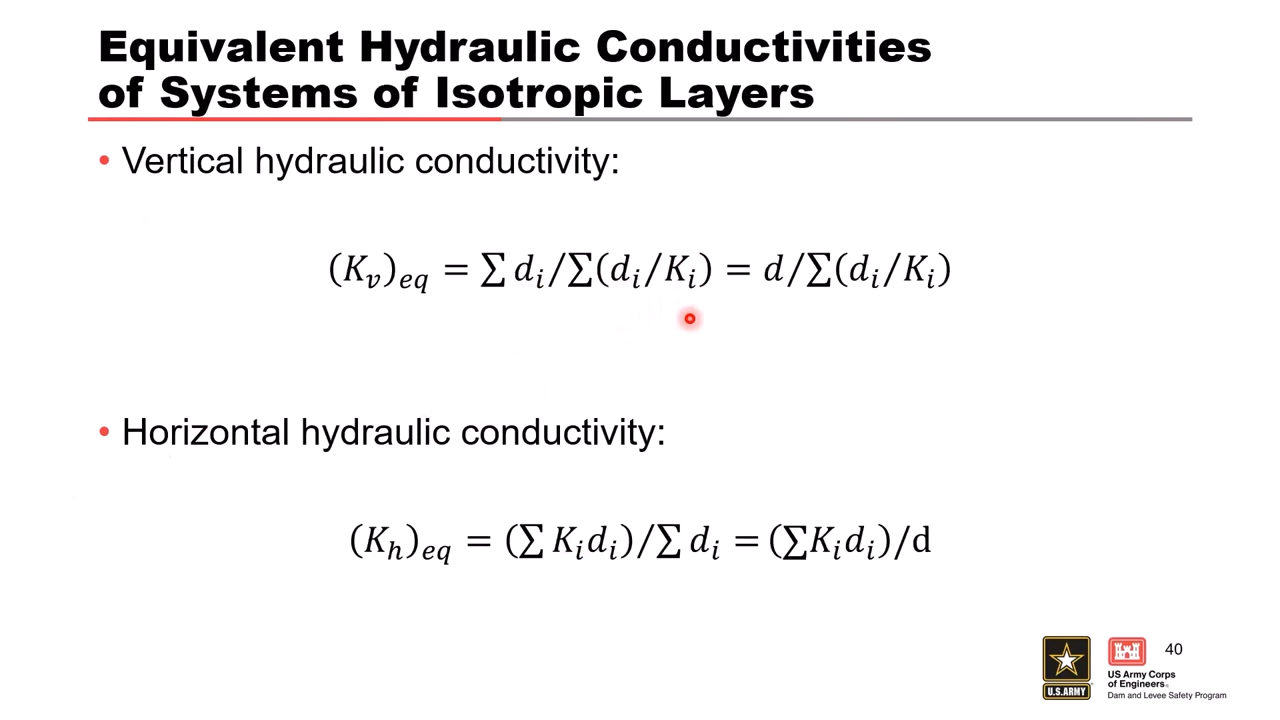 Equivalent Hydraulic Conductivities
of Systems of Isotropic Layers
• Vertical hydraulic conductivity:
(K_v)_eq = ∑ d_i/∑(d_i/K_i) = d/∑(d_i/K_i)
• Horizontal hydraulic conductivity:
(K_h)_eq = (∑ K_i d_i)/∑ d_i = (∑K_i d_i)/d
40
U.S.ARMY
US Army Corps
of Engineers®
Dam and Levee Safety Program